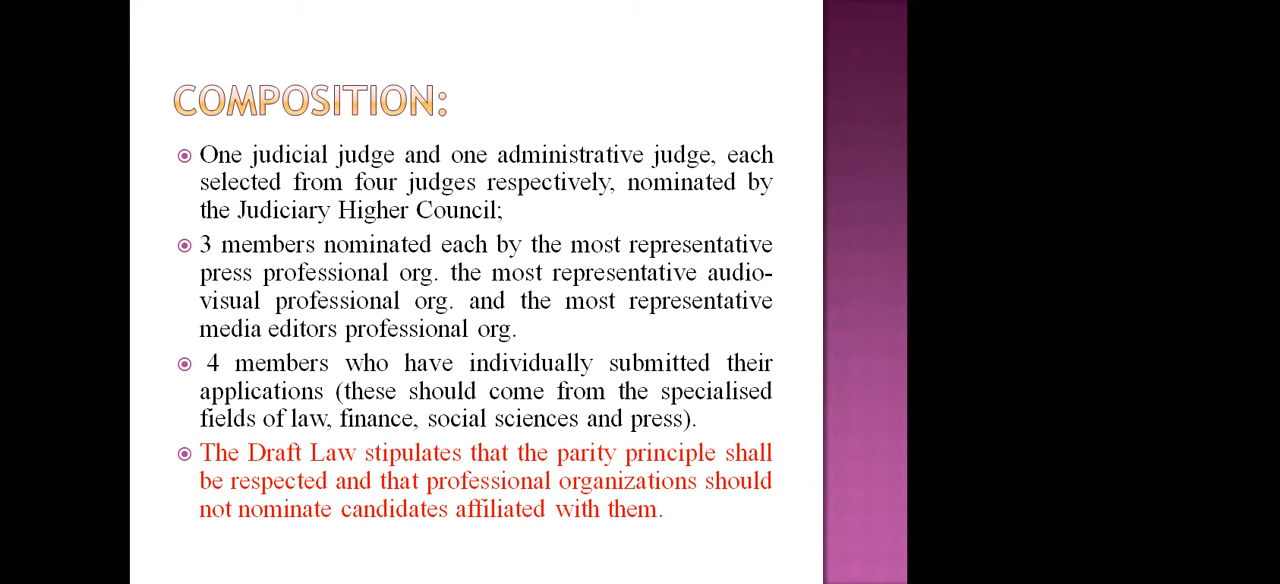 COMPOSITION:
One judicial judge and one administrative judge, each
selected from four judges respectively, nominated by
the Judiciary Higher Council;
3 members nominated each by the most representative
press professional org. the most representative audio-
visual professional org. and the most representative
media editors professional org.
4 members who have individually submitted their
applications (these should come from the specialised
fields of law, finance, social sciences and press).
The Draft Law stipulates that the parity principle shall
be respected and that professional organizations should
not nominate candidates affiliated with them.